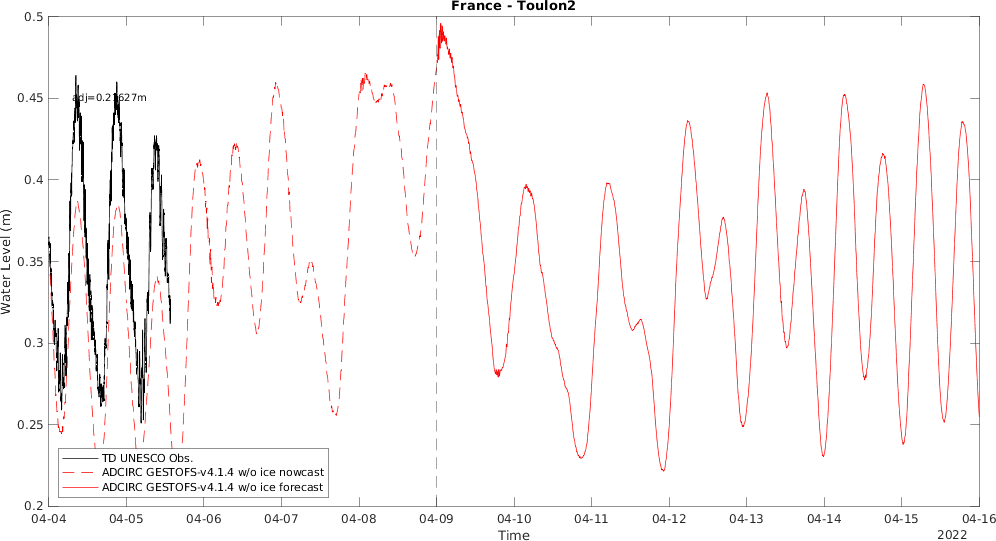 France - Toulon2
0.5
0.45
0.4
0.35
0.3
0.25
0.2
Water Level (m)
TD UNESCO Obs.
ADCIRC GESTOFS-v4.1.4 w/o ice nowcast
ADCIRC GESTOFS-v4.1.4 w/o ice forecast
04-04 04-05 04-06 04-07 04-08 04-09 04-10 04-11 04-12 04-13 04-14 04-15 04-16
Time
2022